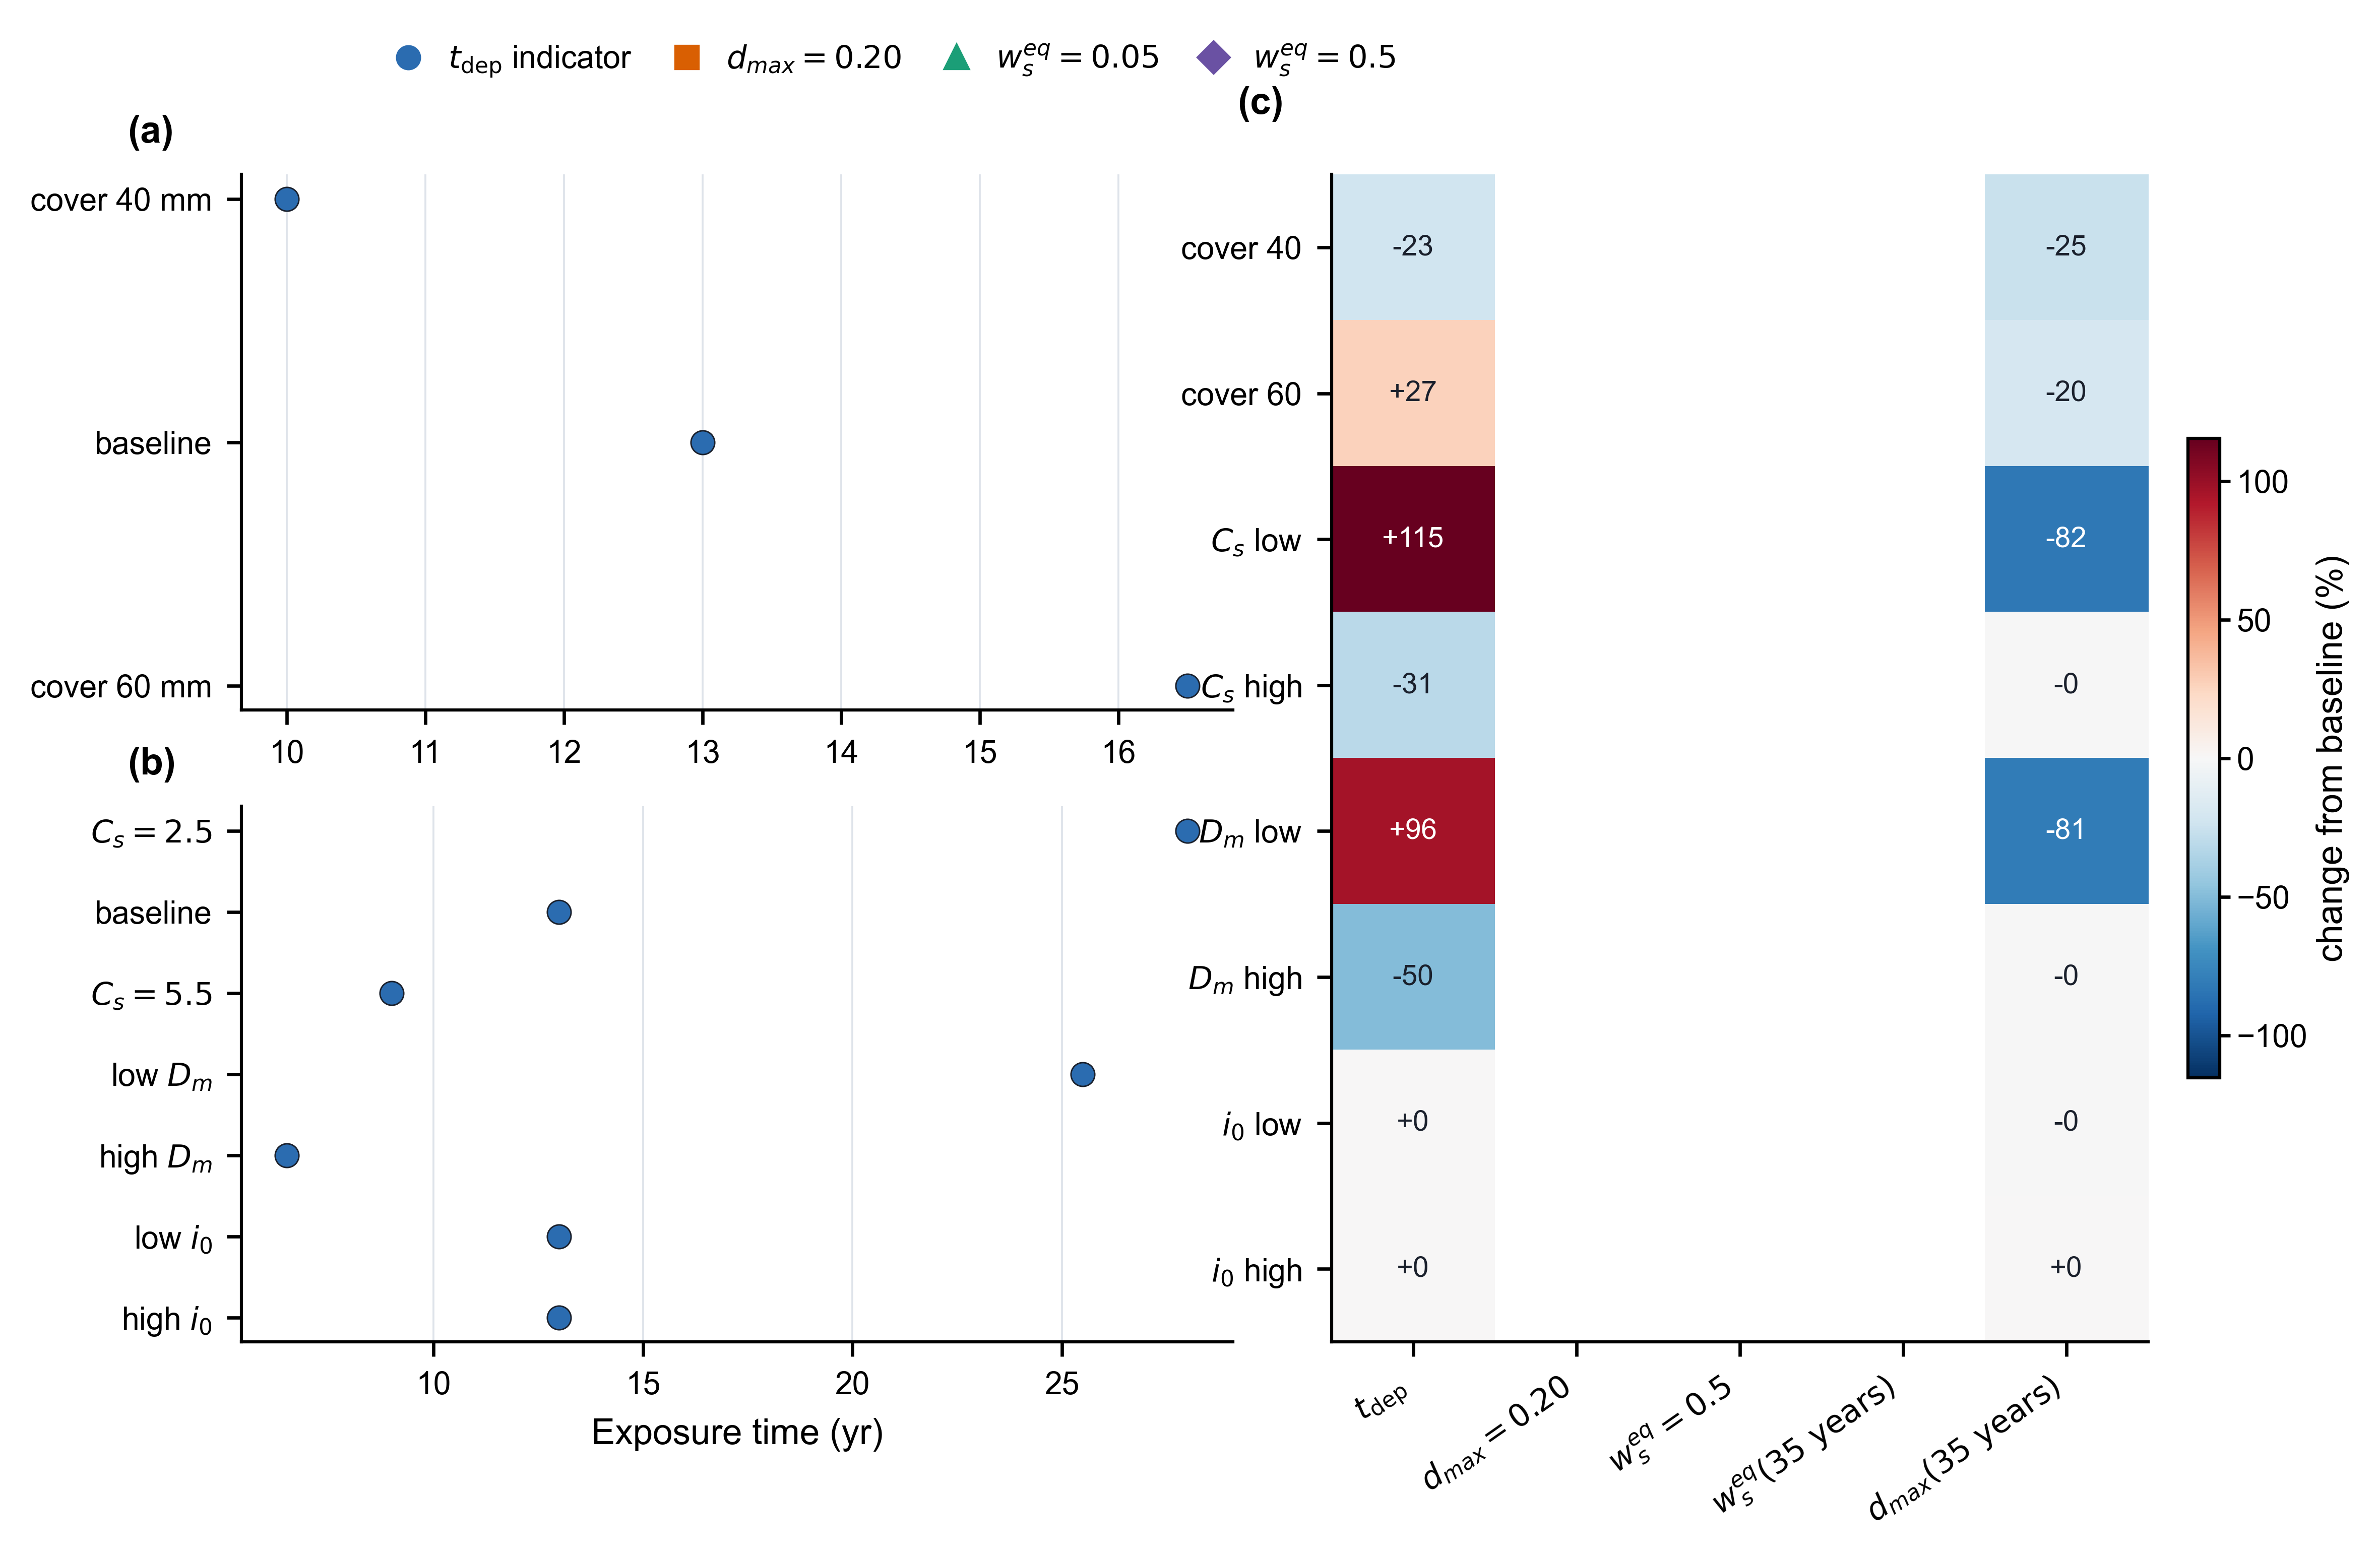 t_dep indicator  d_max = 0.20  w_s^eq = 0.05  w_s^eq = 0.5
(a)
cover 40 mm
baseline
cover 60 mm
10 11 12 13 14 15 16
(b)
C_s = 2.5
baseline
C_s = 5.5
low D_m
high D_m
low i_0
high i_0
10 15 20 25
Exposure time (yr)
(c)
cover 40 -23 -25
cover 60 +27 -20
C_s low +115 -82
C_s high -31 -0
D_m low +96 -81
D_m high -50 -0
i_0 low +0 -0
i_0 high +0 +0
t_dep
d_max = 0.20
w_s^eq = 0.5
w_s^eq(35 years)
d_max(35 years)
100
50
0
−50
−100
change from baseline (%)